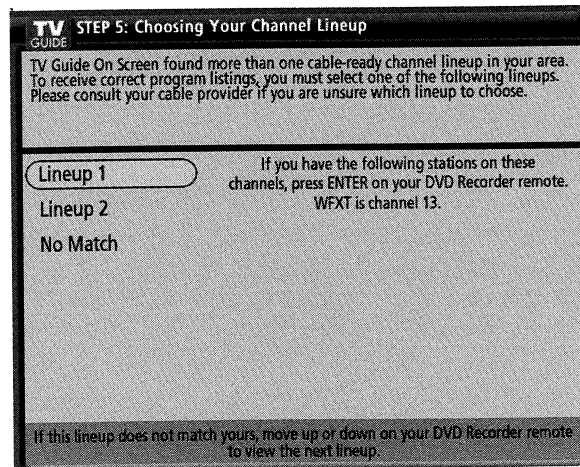 TV
GUIDE
STEP 5: Choosing Your Channel Lineup
TV Guide On Screen found more than one cable-ready channel lineup in your area.
To receive correct program listings, you must select one of the following lineups.
Please consult your cable provider if you are unsure which lineup to choose.
Lineup 1
Lineup 2
No Match
If you have the following stations on these
channels, press ENTER on your DVD Recorder remote.
WFXT is channel 13.
If this lineup does not match yours, move up or down on your DVD Recorder remote
to view the next lineup.